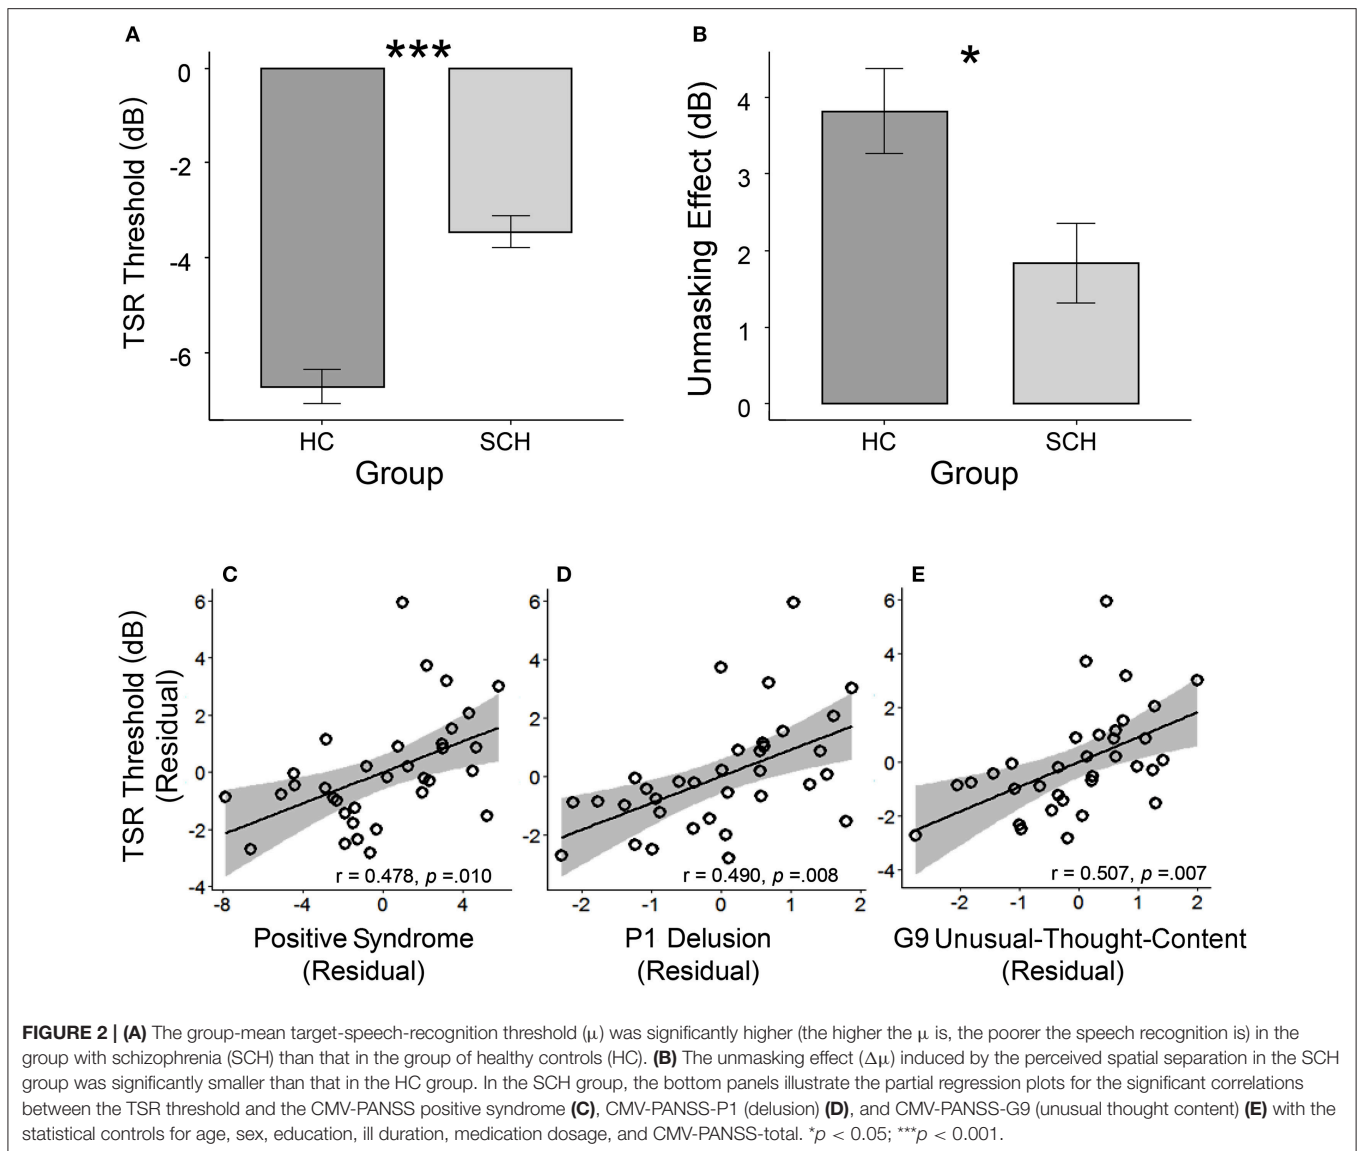 A
***
0
-2
-4
-6
TSR Threshold (dB)
HC
SCH
Group
B
*
4
3
2
1
0
Unmasking Effect (dB)
HC
SCH
Group
C
6
4
2
0
-2
-4
TSR Threshold (dB)
(Residual)
r = 0.478, p =.010
-8
-4
0
4
Positive Syndrome
(Residual)
D
6
4
2
0
-2
r = 0.490, p =.008
-2
-1
0
1
2
P1 Delusion
(Residual)
E
6
4
2
0
-2
-4
r = 0.507, p =.007
-2
-1
0
1
2
G9 Unusual-Thought-Content
(Residual)
FIGURE 2 | (A) The group-mean target-speech-recognition threshold (μ) was significantly higher (the higher the μ is, the poorer the speech recognition is) in the
group with schizophrenia (SCH) than that in the group of healthy controls (HC). (B) The unmasking effect (Δμ) induced by the perceived spatial separation in the SCH
group was significantly smaller than that in the HC group. In the SCH group, the bottom panels illustrate the partial regression plots for the significant correlations
between the TSR threshold and the CMV-PANSS positive syndrome (C), CMV-PANSS-P1 (delusion) (D), and CMV-PANSS-G9 (unusual thought content) (E) with the
statistical controls for age, sex, education, ill duration, medication dosage, and CMV-PANSS-total. *p < 0.05; ***p < 0.001.